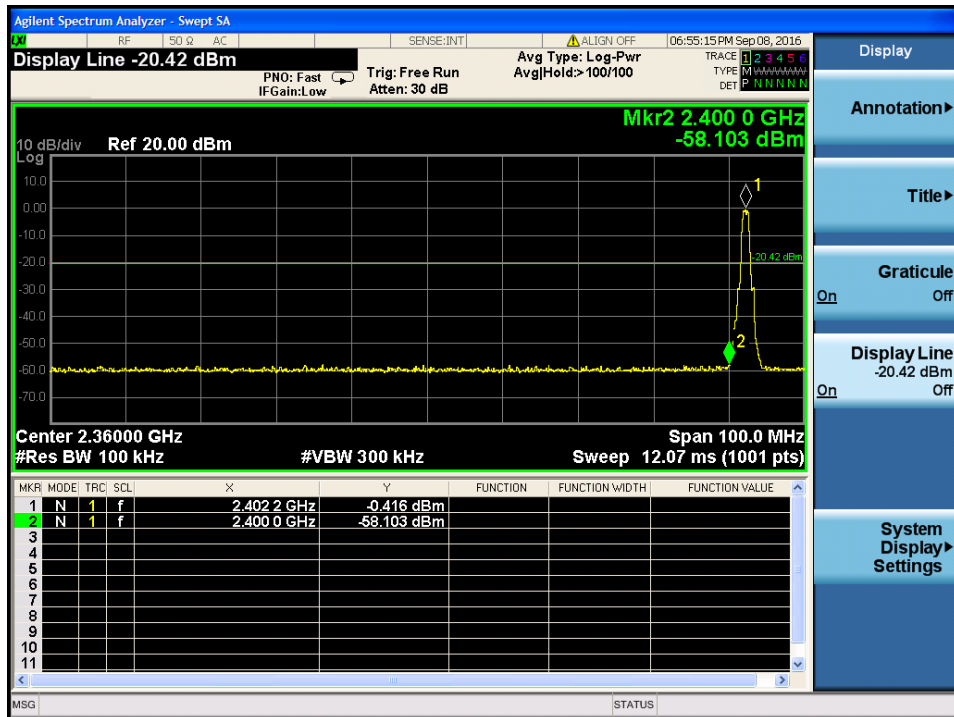 Agilent Spectrum Analyzer - Swept SA
LXI RF 50 Ω AC SENSE:INT ALIGN OFF 06:55:15 PM Sep 08, 2016
Display Line -20.42 dBm
PNO: Fast
IFGain:Low
Trig: Free Run
Atten: 30 dB
Avg Type: Log-Pwr
Avg|Hold:>100/100
TRACE 1 2 3 4 5 6
TYPE M
DET P N N N N N
Mkr2 2.400 0 GHz
-58.103 dBm
10 dB/div Ref 20.00 dBm
Log
10.0
0.00
-10.0
-20.0
-30.0
-40.0
-50.0
-60.0
-70.0
1
-20.42 dBm
2
Center 2.36000 GHz Span 100.0 MHz
#Res BW 100 kHz #VBW 300 kHz Sweep 12.07 ms (1001 pts)
MKR MODE TRC SCL X Y FUNCTION FUNCTION WIDTH FUNCTION VALUE
1 N 1 f 2.402 2 GHz -0.416 dBm
2 N 1 f 2.400 0 GHz -58.103 dBm
3
4
5
6
7
8
9
10
11
MSG STATUS
Display
Annotation
Title
Graticule
On Off
Display Line
-20.42 dBm
On Off
System
Display
Settings